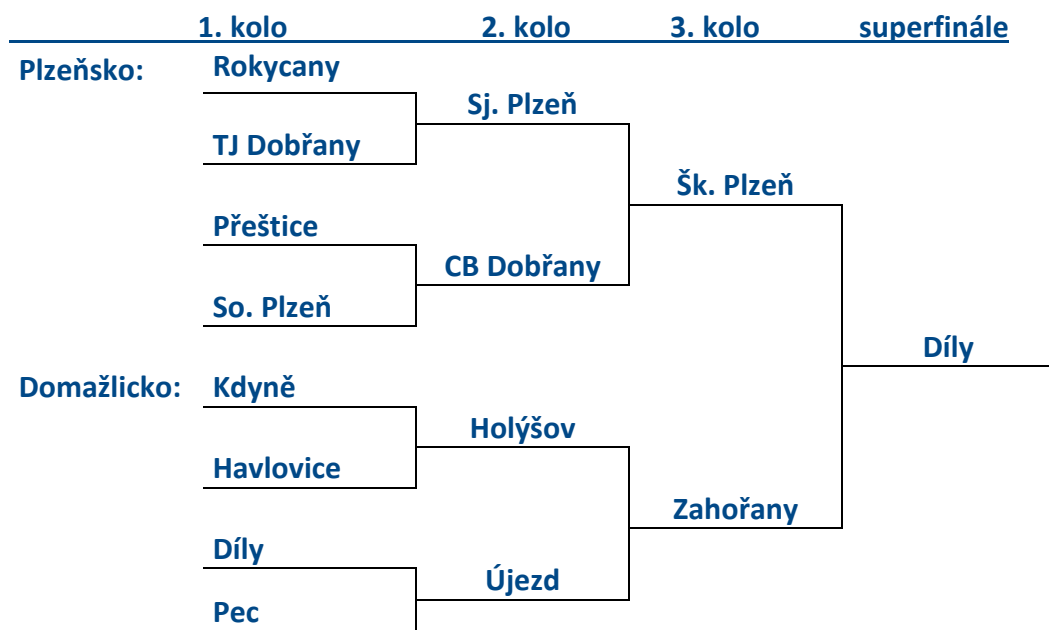 1. kolo 2. kolo 3. kolo superfinále
Plzeňsko: Rokycany
Sj. Plzeň
TJ Dobřany
Šk. Plzeň
Přeštice
CB Dobřany
So. Plzeň
Díly
Domažlicko: Kdyně
Holýšov
Havlovice
Zahořany
Díly
Újezd
Pec